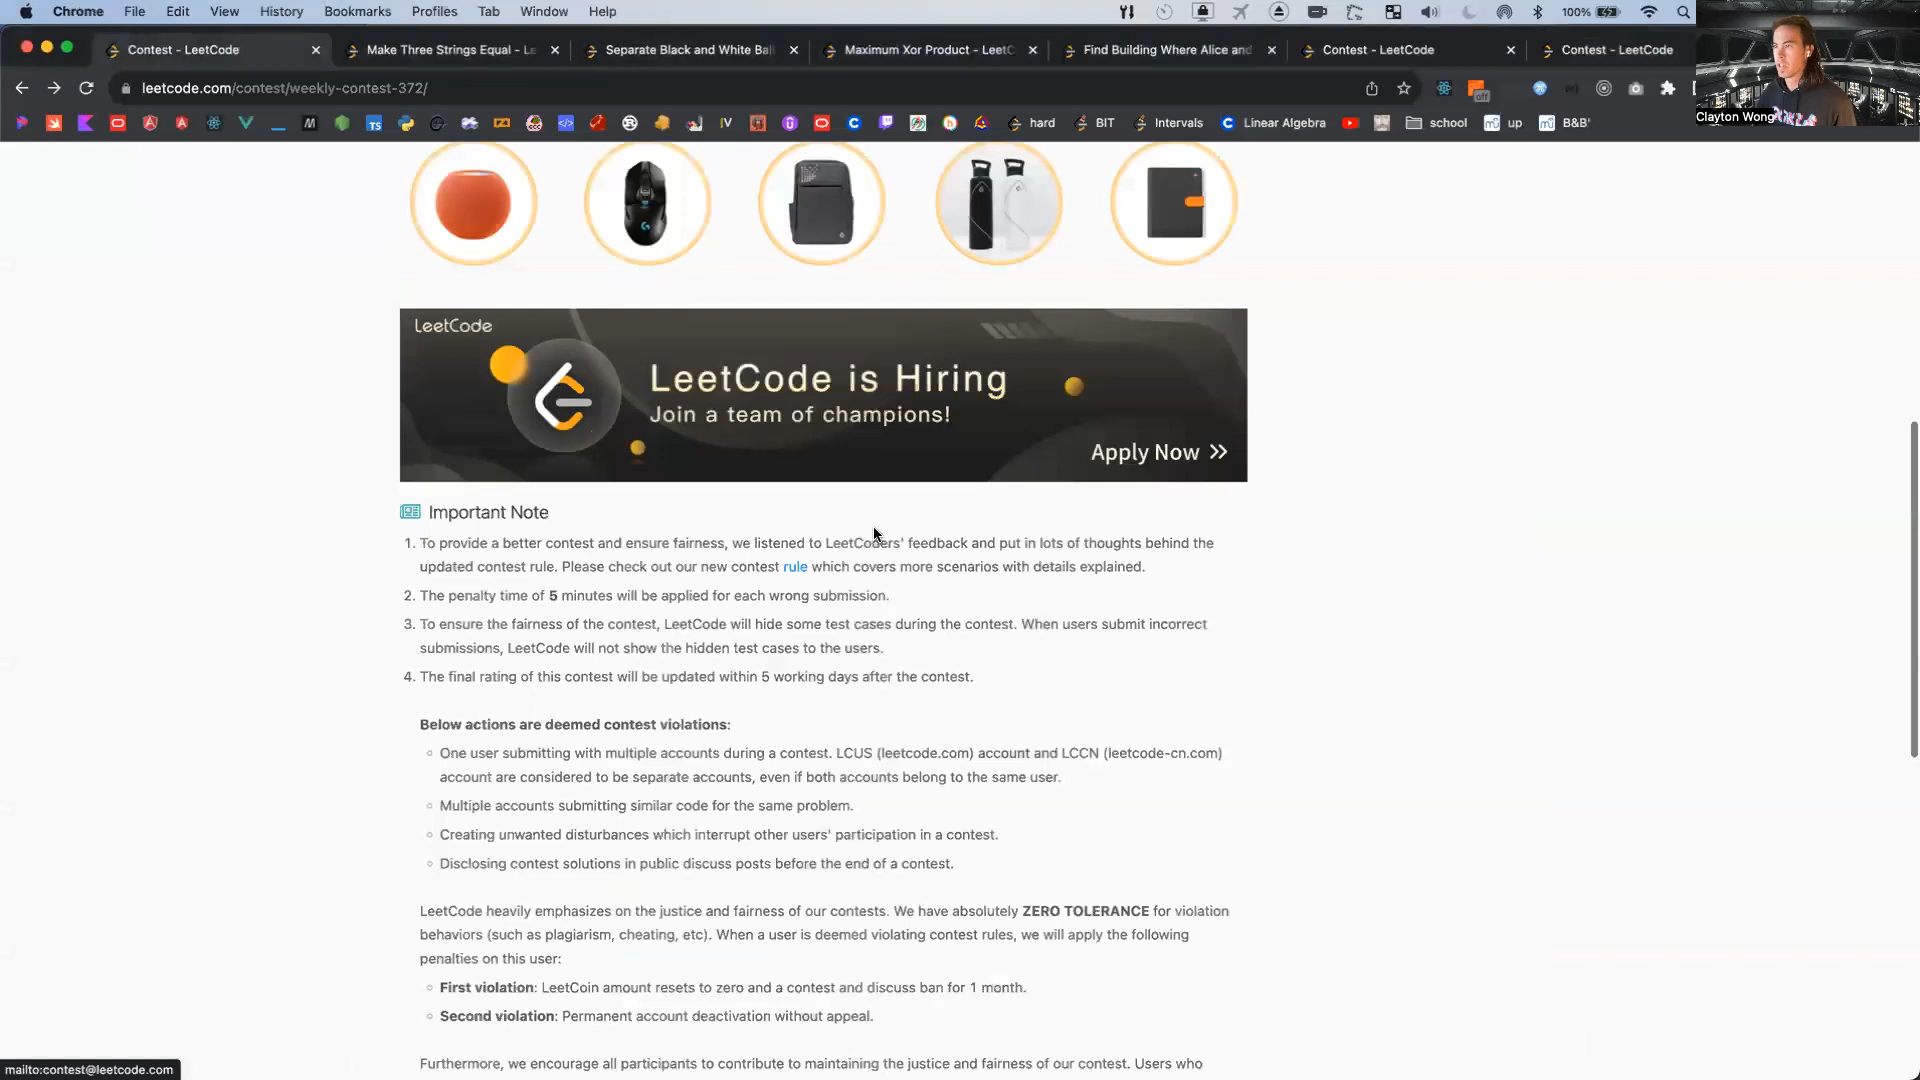 Chrome File Edit View History Bookmarks Profiles Tab Window Help 100%
Contest - LeetCode Make Three Strings Equal - Le Separate Black and White Ball Maximum Xor Product - LeetC Find Building Where Alice and Contest - LeetCode Contest - LeetCode
leetcode.com/contest/weekly-contest-372/ off
Clayton Wong
TS IV hard BIT Intervals Linear Algebra school up B&B'
LeetCode
LeetCode is Hiring
Join a team of champions!
Apply Now >>
Important Note
1. To provide a better contest and ensure fairness, we listened to LeetCoders' feedback and put in lots of thoughts behind the
updated contest rule. Please check out our new contest rule which covers more scenarios with details explained.
2. The penalty time of 5 minutes will be applied for each wrong submission.
3. To ensure the fairness of the contest, LeetCode will hide some test cases during the contest. When users submit incorrect
submissions, LeetCode will not show the hidden test cases to the users.
4. The final rating of this contest will be updated within 5 working days after the contest.
Below actions are deemed contest violations:
One user submitting with multiple accounts during a contest. LCUS (leetcode.com) account and LCCN (leetcode-cn.com)
account are considered to be separate accounts, even if both accounts belong to the same user.
Multiple accounts submitting similar code for the same problem.
Creating unwanted disturbances which interrupt other users' participation in a contest.
Disclosing contest solutions in public discuss posts before the end of a contest.
LeetCode heavily emphasizes on the justice and fairness of our contests. We have absolutely ZERO TOLERANCE for violation
behaviors (such as plagiarism, cheating, etc). When a user is deemed violating contest rules, we will apply the following
penalties on this user:
First violation: LeetCoin amount resets to zero and a contest and discuss ban for 1 month.
Second violation: Permanent account deactivation without appeal.
Furthermore, we encourage all participants to contribute to maintaining the justice and fairness of our contest. Users who
mailto:contest@leetcode.com